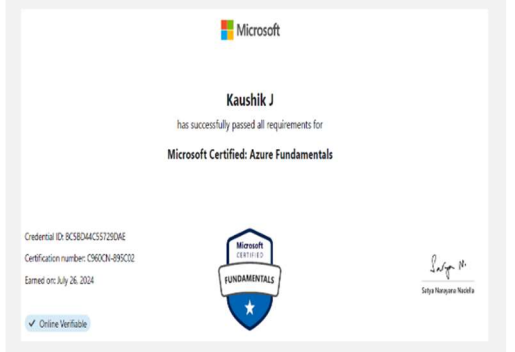 Microsoft
Kaushik J
has successfully passed all requirements for
Microsoft Certified: Azure Fundamentals
Credential ID: BC5BD44C55729DAE
Certification number: C960CN-895C02
Earned on: July 26, 2024
✓ Online Verifiable
Microsoft
CERTIFIED
FUNDAMENTALS
Satya N.
Satya Narayana Nadella